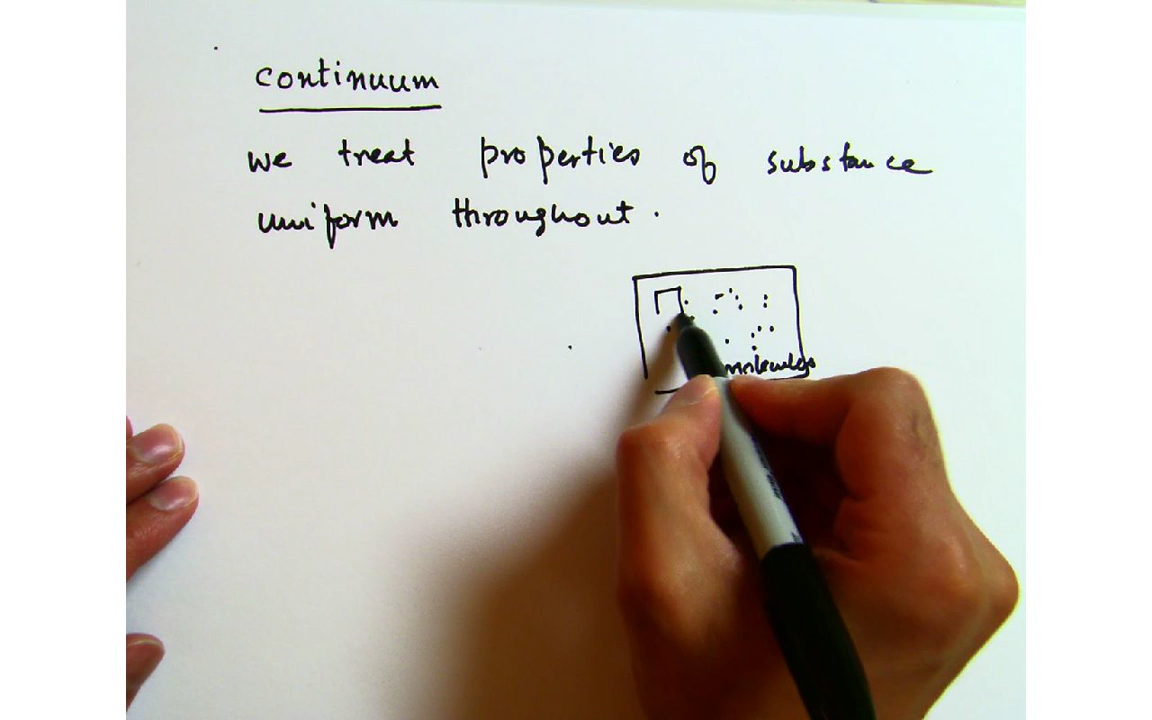 continuum
we treat properties of substance
uniform throughout.
molecules